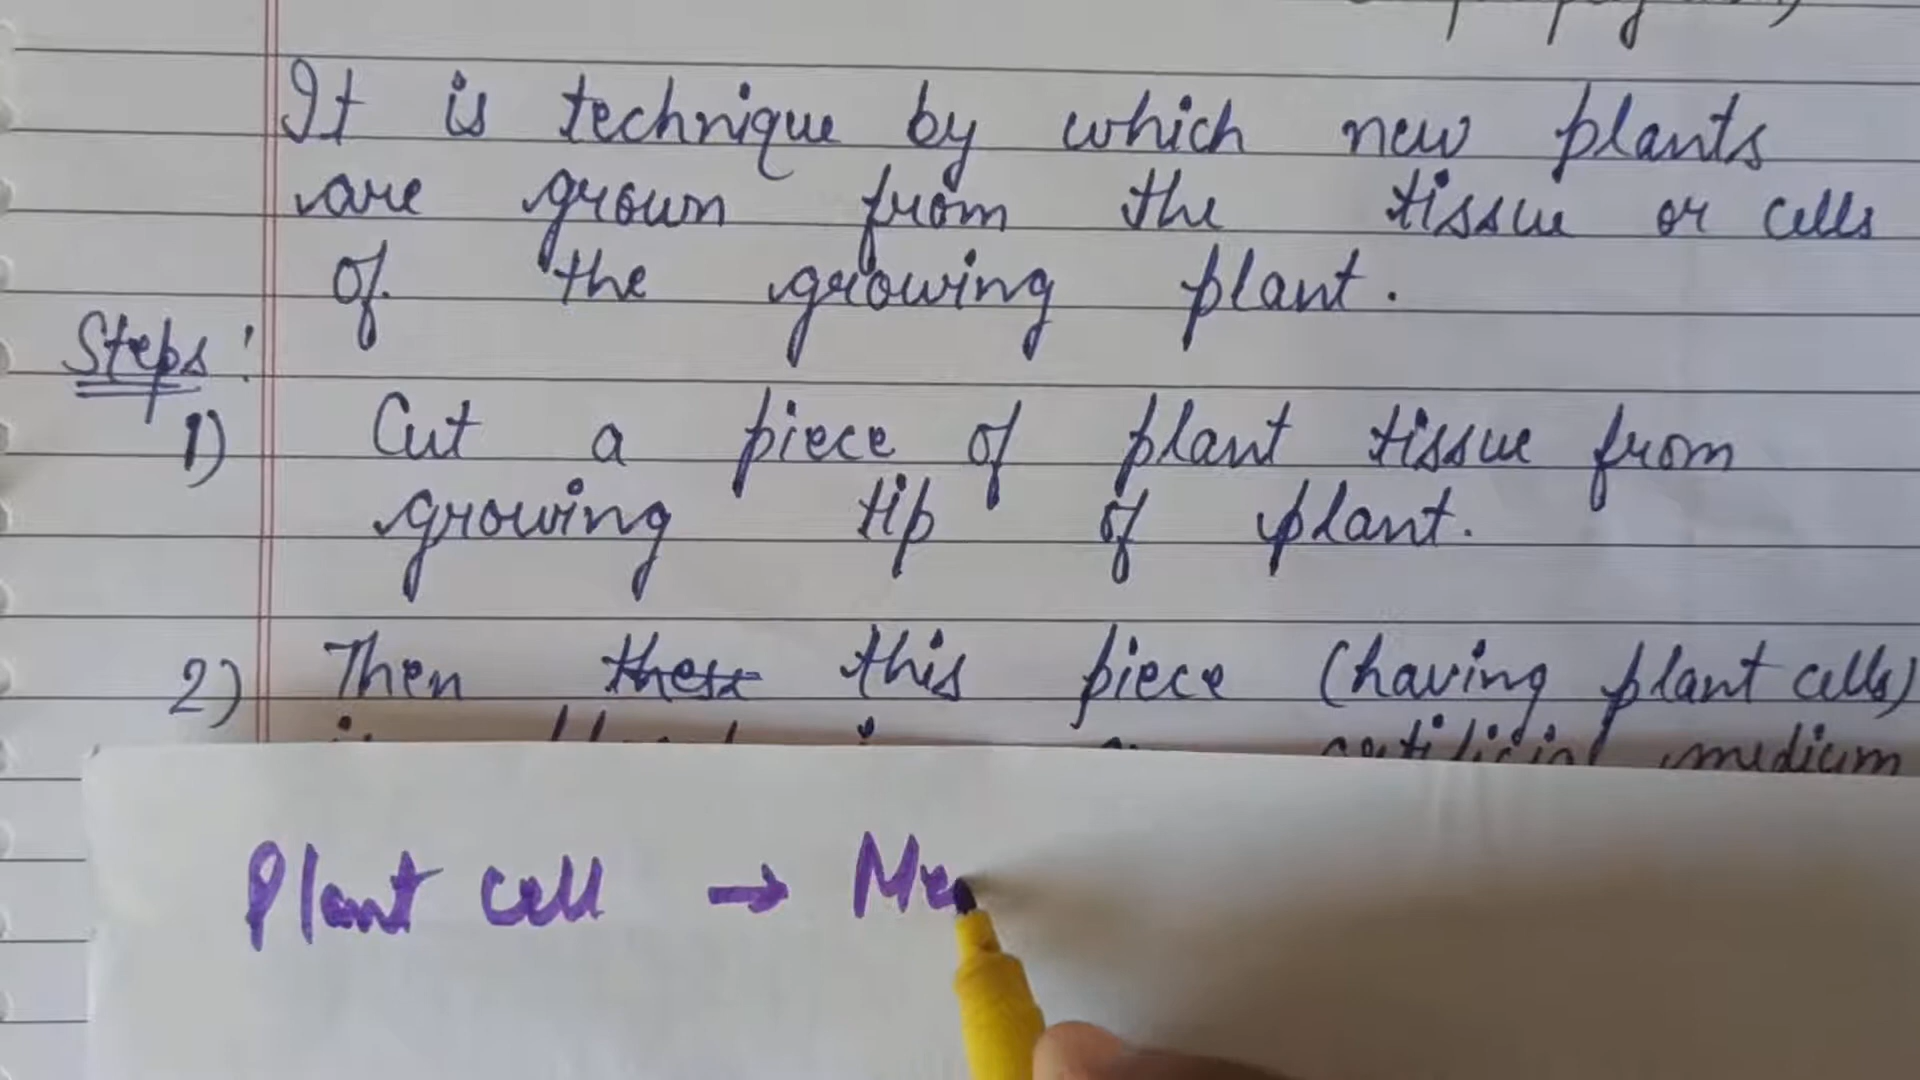 It is technique by which new plants
are grown from the tissue or cells
of the growing plant.
Steps:
1) Cut a piece of plant tissue from
growing tip of plant.
2) Then these this piece (having plant cells)
artificial medium
Plant cell → Me